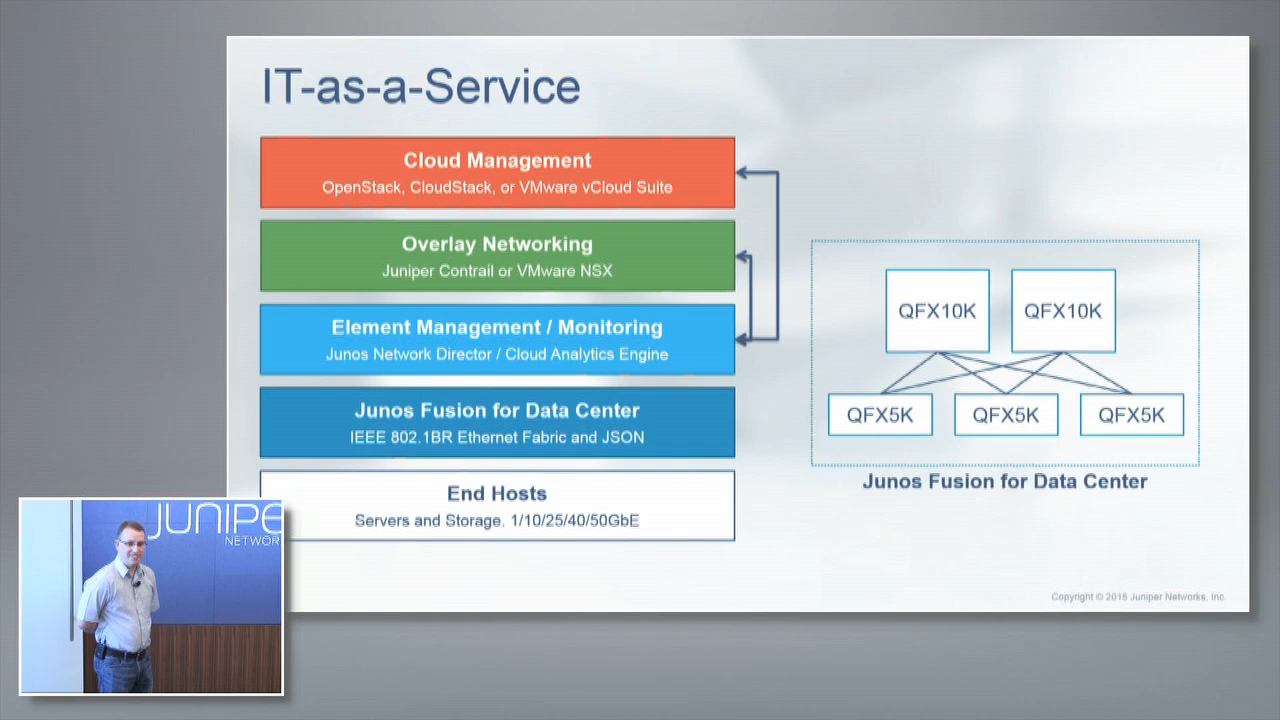 IT-as-a-Service
Cloud Management
OpenStack, CloudStack, or VMware vCloud Suite
Overlay Networking
Juniper Contrail or VMware NSX
Element Management / Monitoring
Junos Network Director / Cloud Analytics Engine
Junos Fusion for Data Center
IEEE 802.1BR Ethernet Fabric and JSON
End Hosts
Servers and Storage. 1/10/25/40/50GbE
QFX10K QFX10K
QFX5K QFX5K QFX5K
Junos Fusion for Data Center
Copyright © 2015 Juniper Networks, Inc.
JUNIPE
NETWOR